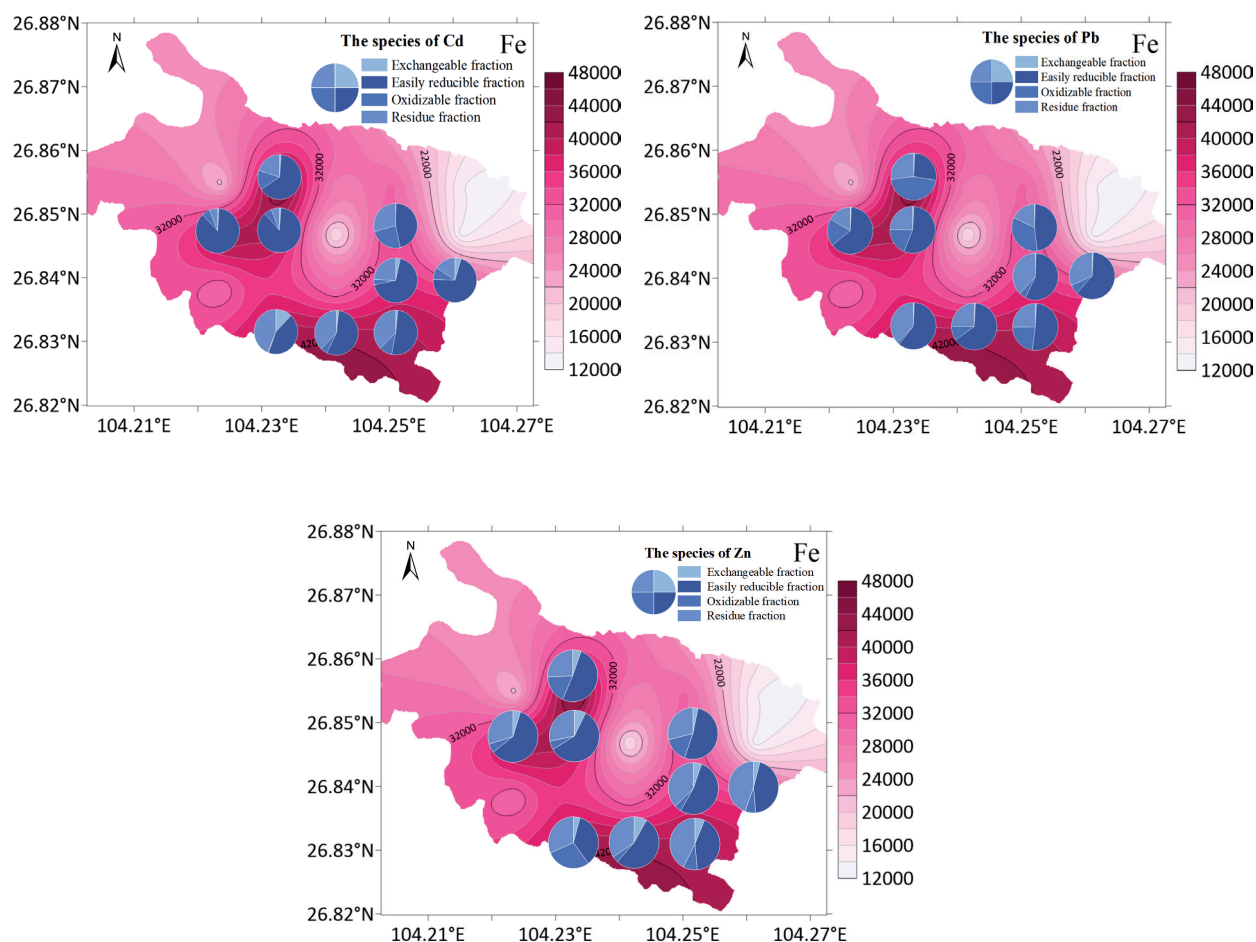 The species of Cd
Fe
N
Exchangeable fraction
Easily reducible fraction
Oxidizable fraction
Residue fraction
26.88°N
26.87°N
26.86°N
26.85°N
26.84°N
26.83°N
26.82°N
32000
22000
32000
32000
42000
48000
44000
40000
36000
32000
28000
24000
20000
16000
12000
104.21°E
104.23°E
104.25°E
104.27°E
The species of Pb
Fe
N
Exchangeable fraction
Easily reducible fraction
Oxidizable fraction
Residue fraction
26.88°N
26.87°N
26.86°N
26.85°N
26.84°N
26.83°N
26.82°N
32000
22000
32000
32000
42000
48000
44000
40000
36000
32000
28000
24000
20000
16000
12000
104.21°E
104.23°E
104.25°E
104.27°E
The species of Zn
Fe
N
Exchangeable fraction
Easily reducible fraction
Oxidizable fraction
Residue fraction
26.88°N
26.87°N
26.86°N
26.85°N
26.84°N
26.83°N
26.82°N
32000
22000
32000
32000
48000
44000
40000
36000
32000
28000
24000
20000
16000
12000
104.21°E
104.23°E
104.25°E
104.27°E